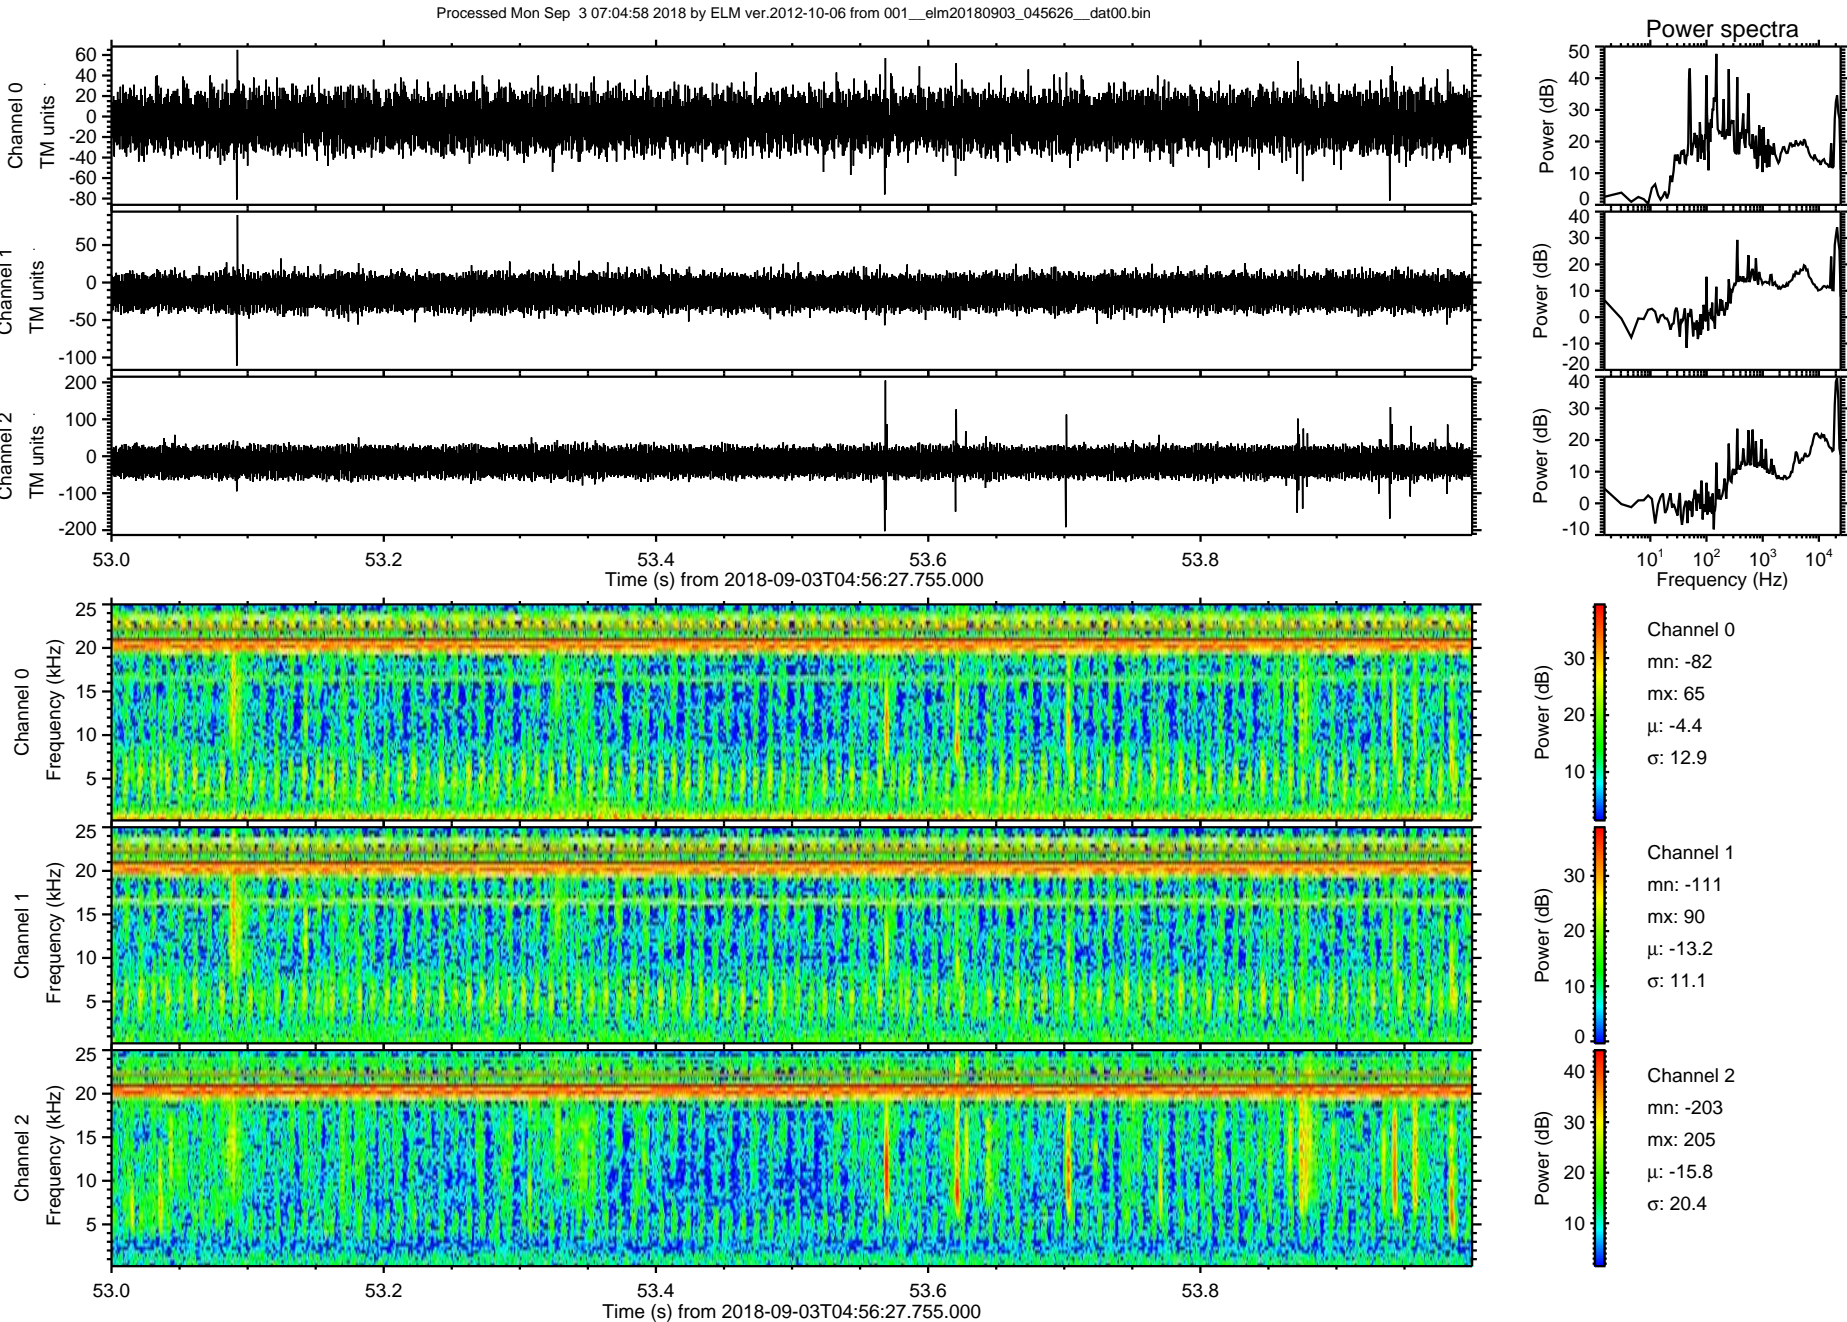 Processed Mon Sep  3 07:04:58 2018 by ELM ver.2012-10-06 from 001__elm20180903_045626__dat00.bin
Power spectra
Channel 0
TM units
60
40
20
0
-20
-40
-60
-80
Power (dB)
50
40
30
20
10
0
Channel 1
TM units
50
0
-50
-100
Power (dB)
40
30
20
10
0
-10
-20
Channel 2
TM units
200
100
0
-100
-200
Power (dB)
40
30
20
10
0
-10
53.0 53.2 53.4 53.6 53.8
Time (s) from 2018-09-03T04:56:27.755.000
10¹ 10² 10³ 10⁴
Frequency (Hz)
Channel 0
Frequency (kHz)
25
20
15
10
5
Power (dB)
30
20
10
Channel 0
mn: -82
mx: 65
μ: -4.4
σ: 12.9
Channel 1
Frequency (kHz)
25
20
15
10
5
Power (dB)
30
20
10
0
Channel 1
mn: -111
mx: 90
μ: -13.2
σ: 11.1
Channel 2
Frequency (kHz)
25
20
15
10
5
Power (dB)
40
30
20
10
Channel 2
mn: -203
mx: 205
μ: -15.8
σ: 20.4
53.0 53.2 53.4 53.6 53.8
Time (s) from 2018-09-03T04:56:27.755.000